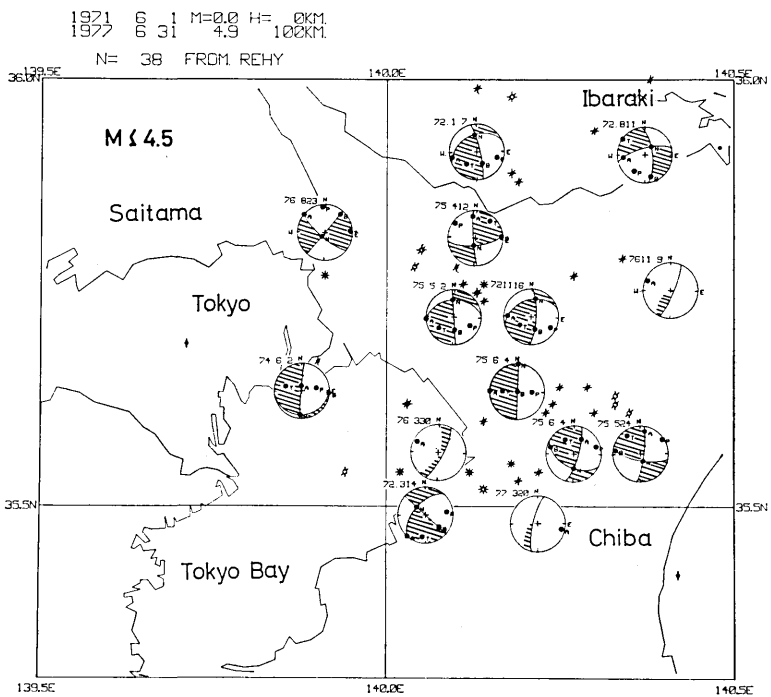 1971 6 1 M=0.0 H= 0KM.
1977 6 31 4.9 100KM.
N= 38 FROM REHY
139.5E 140.0E 140.5E
36.0N 36.0N
Ibaraki
M≤4.5
72.1 7
72.811
76 823
Saitama
75 412
7611 9
75 5 2
721116
Tokyo
74 6 2
75 6 4
76 330
75 6 4
75 524
72.314
77 320
35.5N 35.5N
Chiba
Tokyo Bay
139.5E 140.0E 140.5E